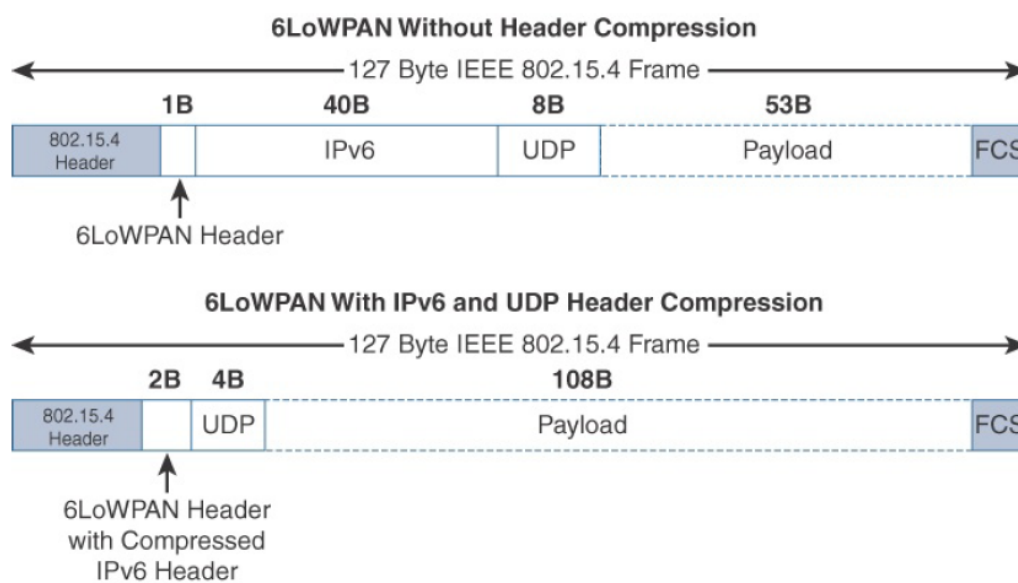 6LoWPAN Without Header Compression
127 Byte IEEE 802.15.4 Frame
1B 40B 8B 53B
802.15.4
Header
IPv6 UDP Payload FCS
6LoWPAN Header
6LoWPAN With IPv6 and UDP Header Compression
127 Byte IEEE 802.15.4 Frame
2B 4B 108B
802.15.4
Header
UDP Payload FCS
6LoWPAN Header
with Compressed
IPv6 Header